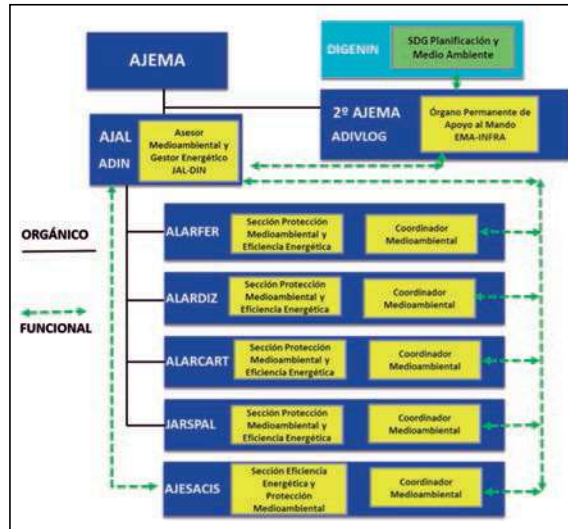 AJEMA
DIGENIN
SDG Planificación y
Medio Ambiente
AJAL
ADIN
Asesor
Medioambiental y
Gestor Energético
JAL-DIN
2º AJEMA
ADIVLOG
Órgano Permanente de
Apoyo al Mando
EMA-INFRA
ORGÁNICO
FUNCIONAL
ALARFER
Sección Protección
Medioambiental y
Eficiencia Energética
Coordinador
Medioambiental
ALARDIZ
Sección Protección
Medioambiental y
Eficiencia Energética
Coordinador
Medioambiental
ALARCART
Sección Protección
Medioambiental y
Eficiencia Energética
Coordinador
Medioambiental
JARSPAL
Sección Protección
Medioambiental y
Eficiencia Energética
Coordinador
Medioambiental
AJESACIS
Sección Eficiencia
Energética y
Protección
Medioambiental
Coordinador
Medioambiental